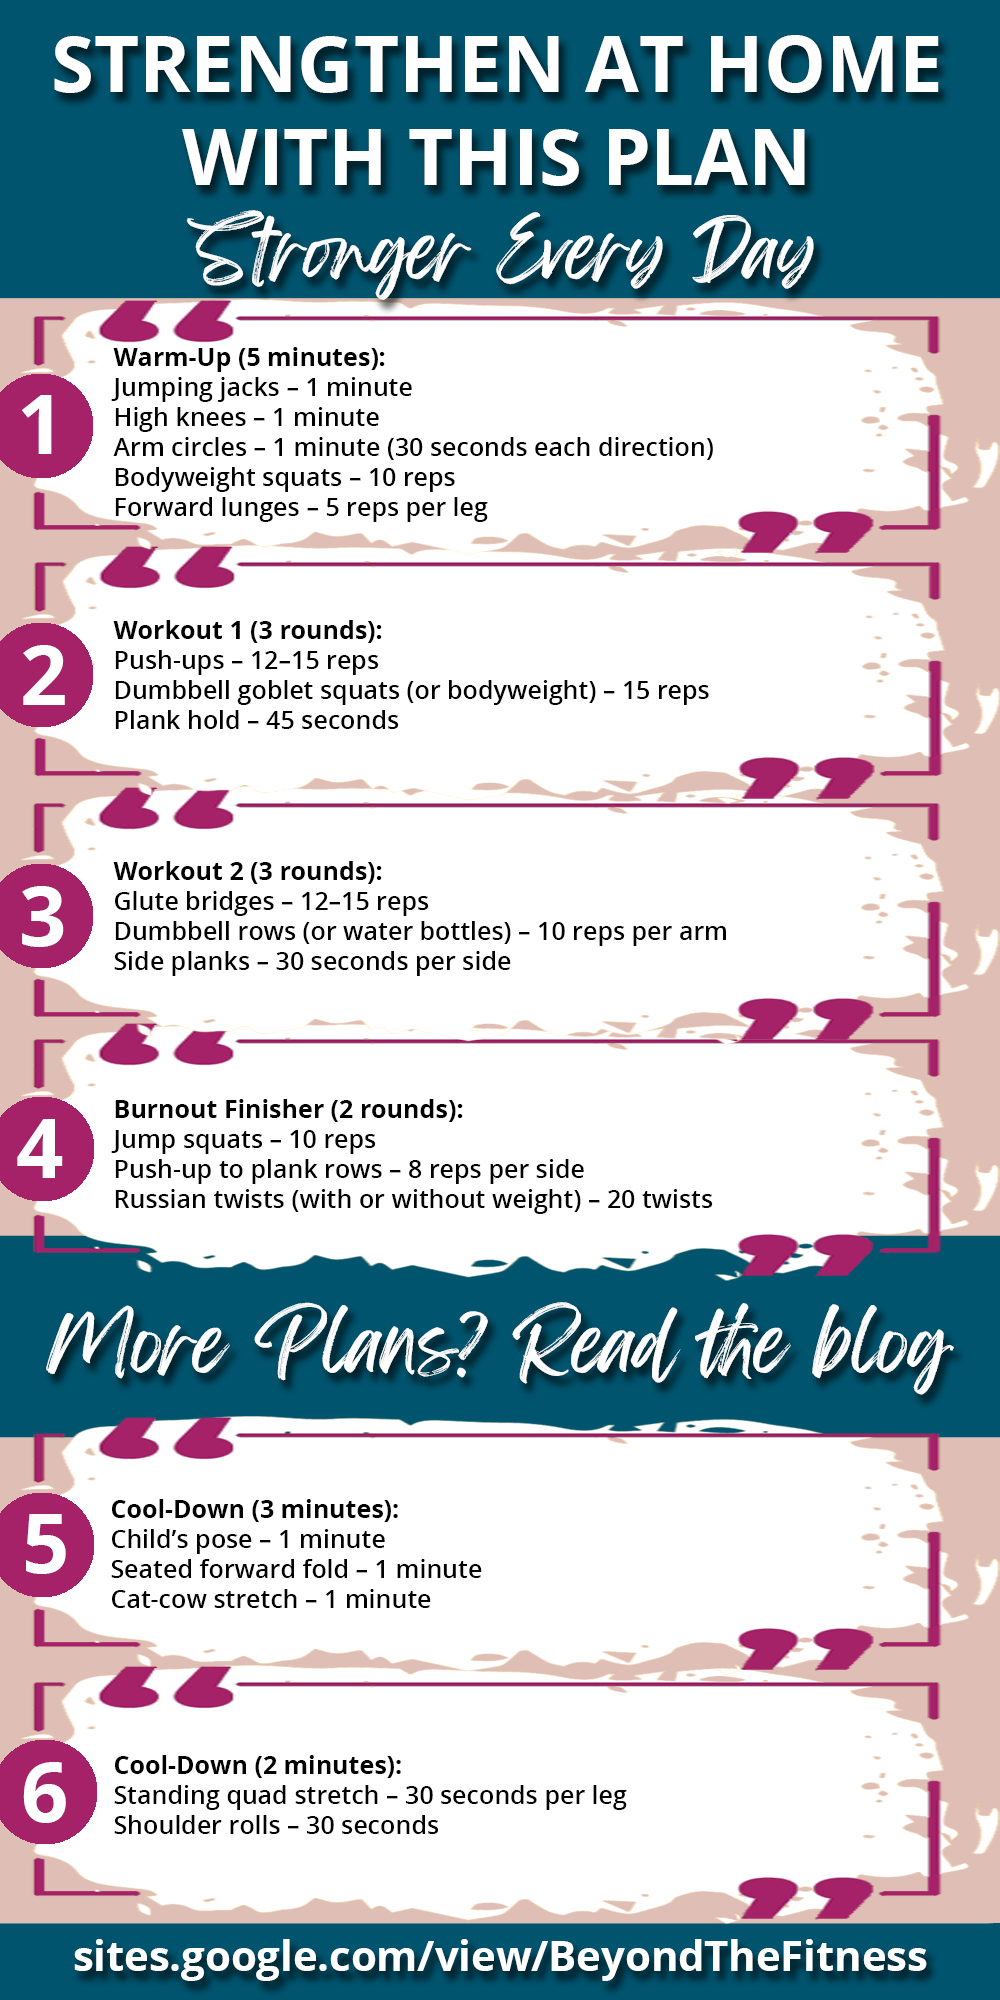 STRENGTHEN AT HOME
WITH THIS PLAN
Stronger Every Day
1
Warm-Up (5 minutes):
Jumping jacks – 1 minute
High knees – 1 minute
Arm circles – 1 minute (30 seconds each direction)
Bodyweight squats – 10 reps
Forward lunges – 5 reps per leg
2
Workout 1 (3 rounds):
Push-ups – 12–15 reps
Dumbbell goblet squats (or bodyweight) – 15 reps
Plank hold – 45 seconds
3
Workout 2 (3 rounds):
Glute bridges – 12–15 reps
Dumbbell rows (or water bottles) – 10 reps per arm
Side planks – 30 seconds per side
4
Burnout Finisher (2 rounds):
Jump squats – 10 reps
Push-up to plank rows – 8 reps per side
Russian twists (with or without weight) – 20 twists
More Plans? Read the blog
5
Cool-Down (3 minutes):
Child’s pose – 1 minute
Seated forward fold – 1 minute
Cat-cow stretch – 1 minute
6
Cool-Down (2 minutes):
Standing quad stretch – 30 seconds per leg
Shoulder rolls – 30 seconds
sites.google.com/view/BeyondTheFitness